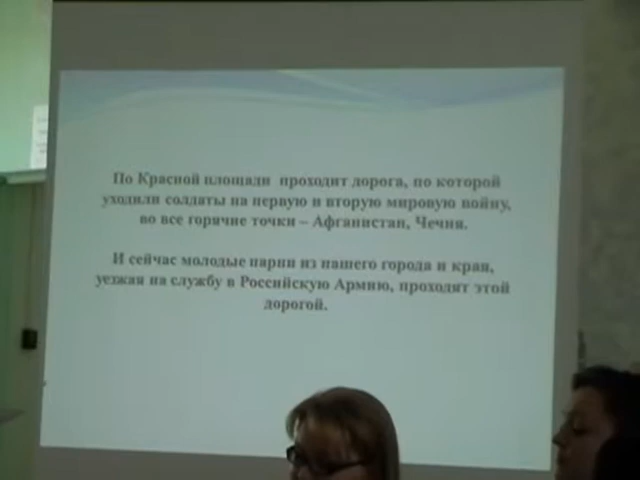 По Красной площади проходит дорога, по которой
уходили солдаты на первую и вторую мировую войну,
во все горячие точки – Афганистан, Чечня.
И сейчас молодые парни из нашего города и края,
уезжая на службу в Российскую Армию, проходят этой
дорогой.